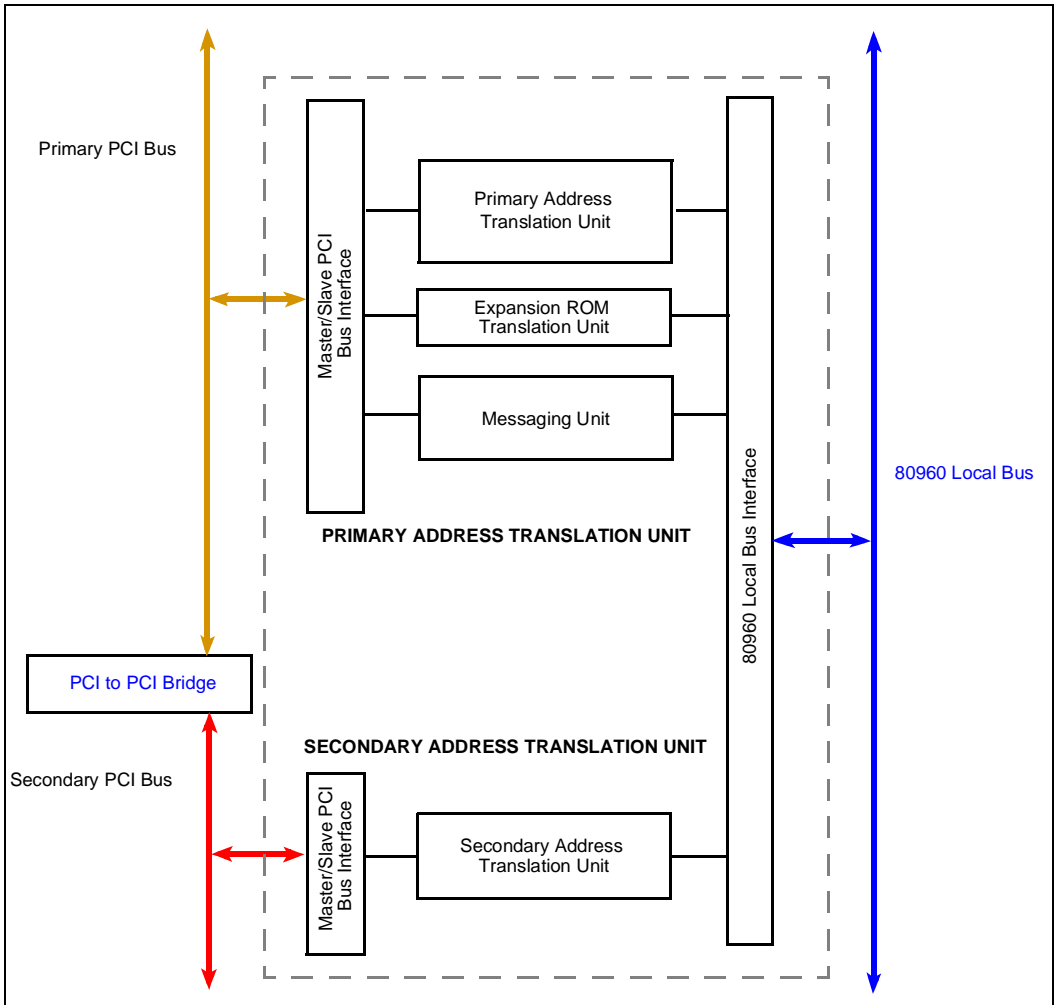 Primary PCI Bus
Master/Slave PCI
Bus Interface
Primary Address
Translation Unit
Expansion ROM
Translation Unit
Messaging Unit
PRIMARY ADDRESS TRANSLATION UNIT
80960 Local Bus Interface
80960 Local Bus
PCI to PCI Bridge
SECONDARY ADDRESS TRANSLATION UNIT
Secondary PCI Bus
Master/Slave PCI
Bus Interface
Secondary Address
Translation Unit